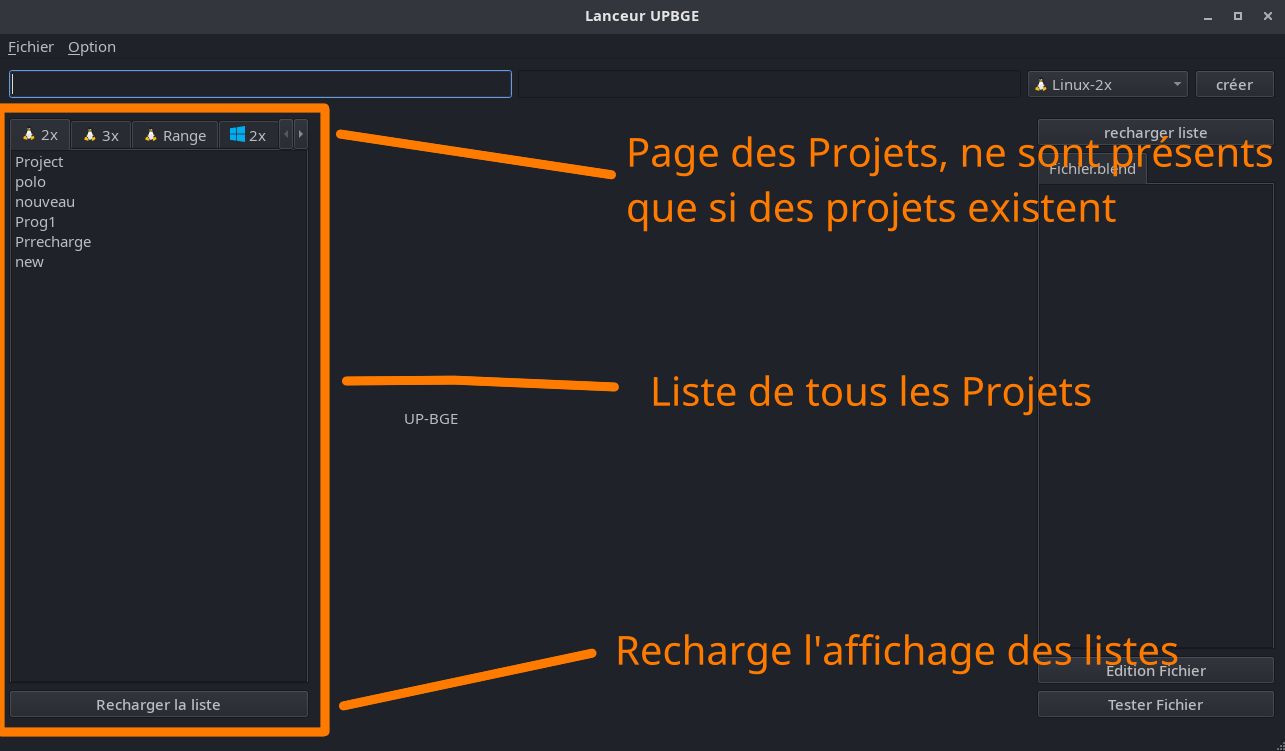 Lanceur UPBGE
Fichier Option
Linux-2x
créer
2x
3x
Range
2x
Project
polo
nouveau
Prog1
Prrecharge
new
Recharger la liste
Page des Projets, ne sont présents
que si des projets existent
Liste de tous les Projets
UP-BGE
Recharge l'affichage des listes
recharger liste
Fichier.blend
Edition Fichier
Tester Fichier